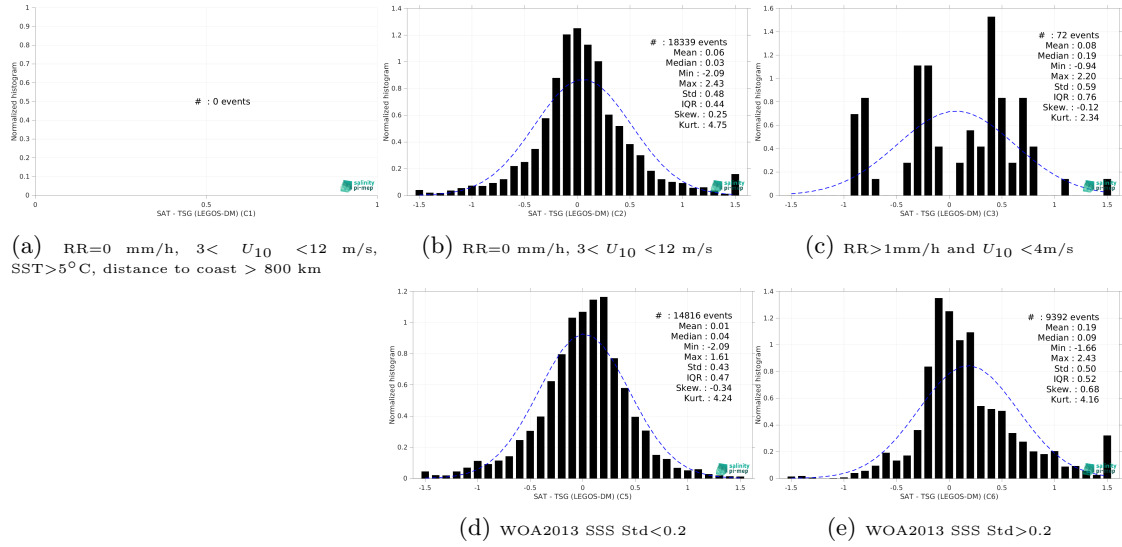 1
0.9
0.8
0.7
0.6
0.5
0.4
0.3
0.2
0.1
0
Normalized histogram
# : 0 events
salinity
pi-mep
0 0.5 1
SAT - TSG (LEGOS-DM) (C1)
(a) RR=0 mm/h, 3< U10 <12 m/s,
SST>5°C, distance to coast > 800 km
1.4
1.2
1
0.8
0.6
0.4
0.2
0
Normalized histogram
# : 18339 events
Mean : 0.06
Median : 0.03
Min : -2.09
Max : 2.43
Std : 0.48
IQR : 0.44
Skew. : 0.25
Kurt. : 4.75
salinity
pi-mep
-1.5 -1 -0.5 0 0.5 1 1.5
SAT - TSG (LEGOS-DM) (C2)
(b) RR=0 mm/h, 3< U10 <12 m/s
1.6
1.4
1.2
1
0.8
0.6
0.4
0.2
0
Normalized histogram
# : 72 events
Mean : 0.08
Median : 0.19
Min : -0.94
Max : 2.20
Std : 0.59
IQR : 0.76
Skew. : -0.12
Kurt. : 2.34
salinity
pi-mep
-1.5 -1 -0.5 0 0.5 1 1.5
SAT - TSG (LEGOS-DM) (C3)
(c) RR>1mm/h and U10 <4m/s
1.2
1
0.8
0.6
0.4
0.2
0
Normalized histogram
# : 14816 events
Mean : 0.01
Median : 0.04
Min : -2.09
Max : 1.61
Std : 0.43
IQR : 0.47
Skew. : -0.34
Kurt. : 4.24
salinity
pi-mep
-1.5 -1 -0.5 0 0.5 1 1.5
SAT - TSG (LEGOS-DM) (C5)
(d) WOA2013 SSS Std<0.2
1.4
1.2
1
0.8
0.6
0.4
0.2
0
Normalized histogram
# : 9392 events
Mean : 0.19
Median : 0.09
Min : -1.66
Max : 2.43
Std : 0.50
IQR : 0.52
Skew. : 0.68
Kurt. : 4.16
salinity
pi-mep
-1.5 -1 -0.5 0 0.5 1 1.5
SAT - TSG (LEGOS-DM) (C6)
(e) WOA2013 SSS Std>0.2